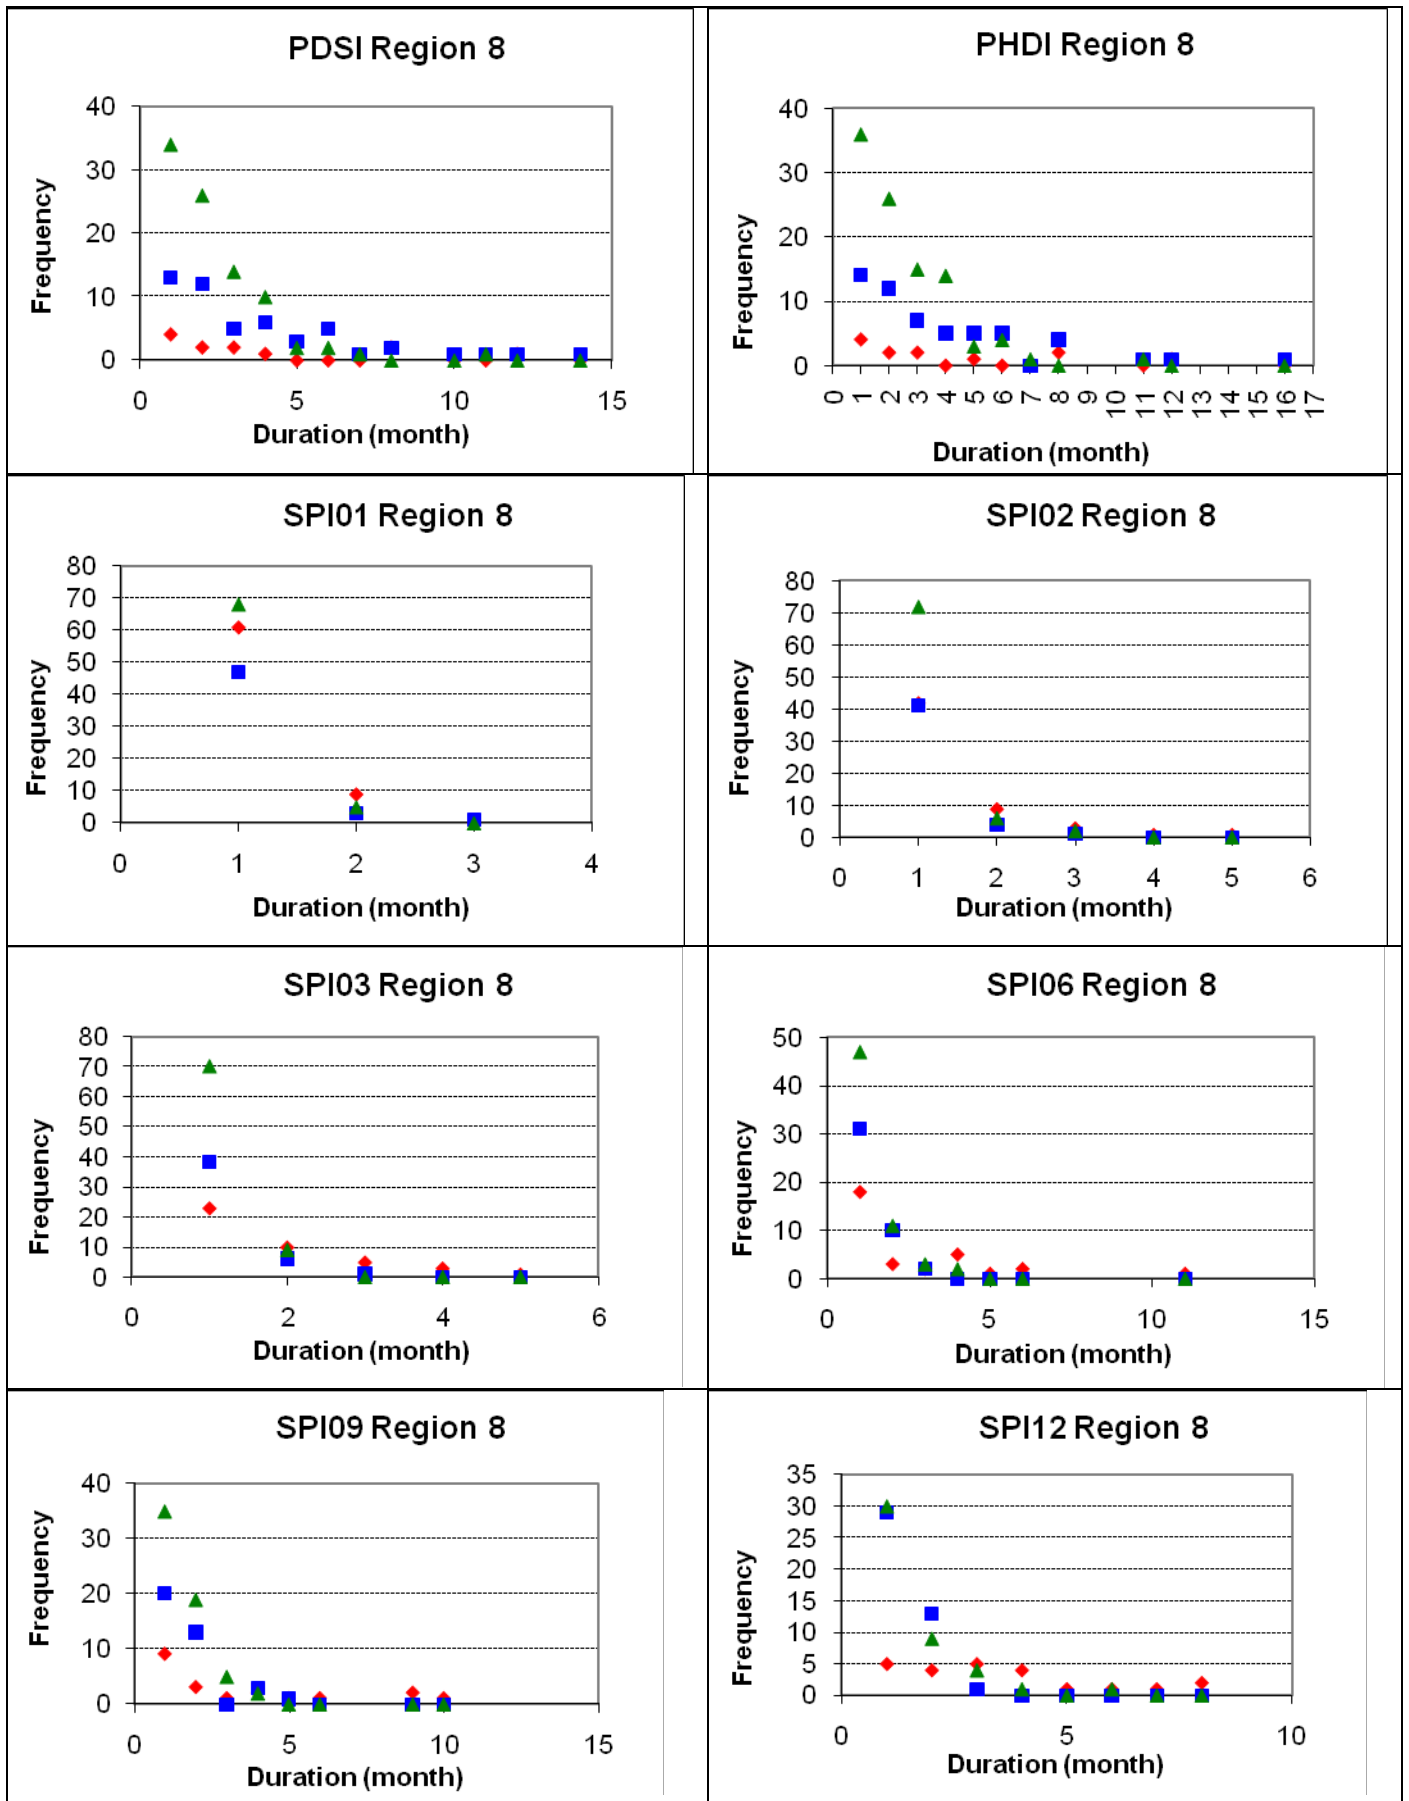 PDSI Region 8
40
30
20
10
0
Frequency
0 5 10 15
Duration (month)
PHDI Region 8
40
30
20
10
0
Frequency
0 1 2 3 4 5 6 7 8 9 10 11 12 13 14 15 16 17
Duration (month)
SPI01 Region 8
80
70
60
50
40
30
20
10
0
Frequency
0 1 2 3 4
Duration (month)
SPI02 Region 8
80
70
60
50
40
30
20
10
0
Frequency
0 1 2 3 4 5 6
Duration (month)
SPI03 Region 8
80
70
60
50
40
30
20
10
0
Frequency
0 2 4 6
Duration (month)
SPI06 Region 8
50
40
30
20
10
0
Frequency
0 5 10 15
Duration (month)
SPI09 Region 8
40
30
20
10
0
Frequency
0 5 10 15
Duration (month)
SPI12 Region 8
35
30
25
20
15
10
5
0
Frequency
0 5 10
Duration (month)